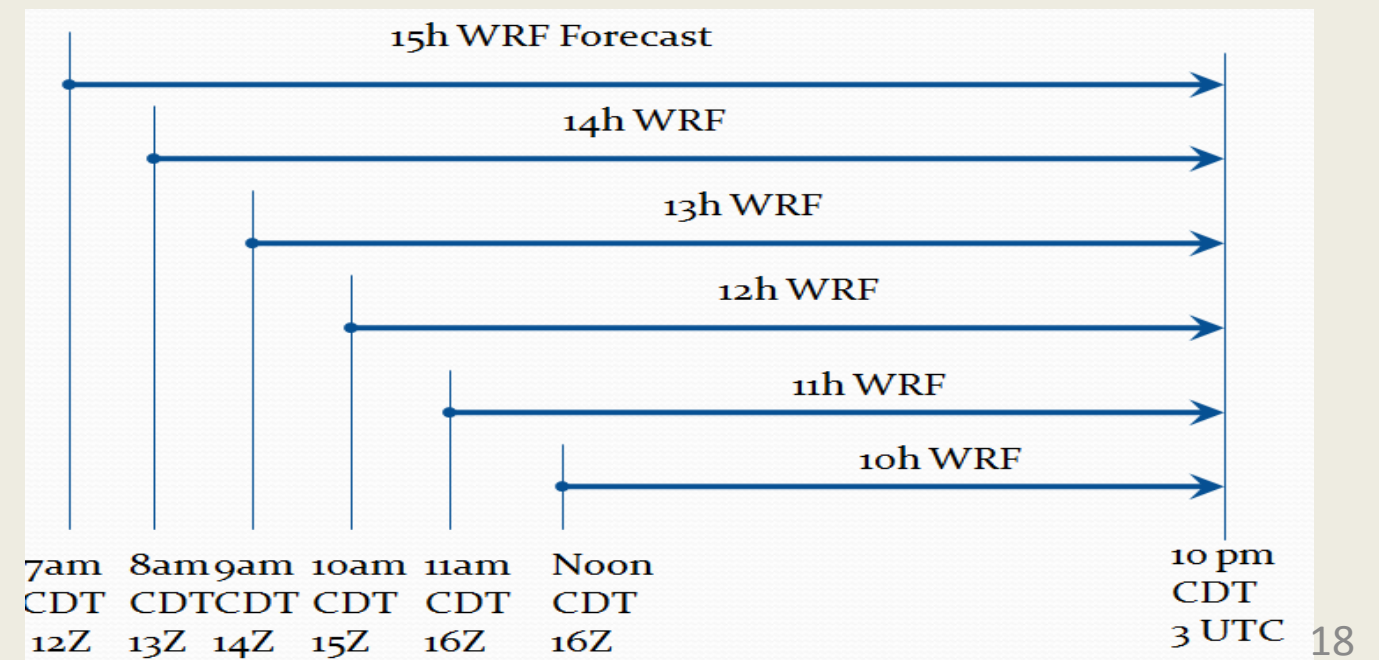 15h WRF Forecast
14h WRF
13h WRF
12h WRF
11h WRF
10h WRF
7am 8am 9am 10am 11am Noon 10 pm
CDT CDT CDT CDT CDT CDT CDT
12Z 13Z 14Z 15Z 16Z 16Z 3 UTC
18